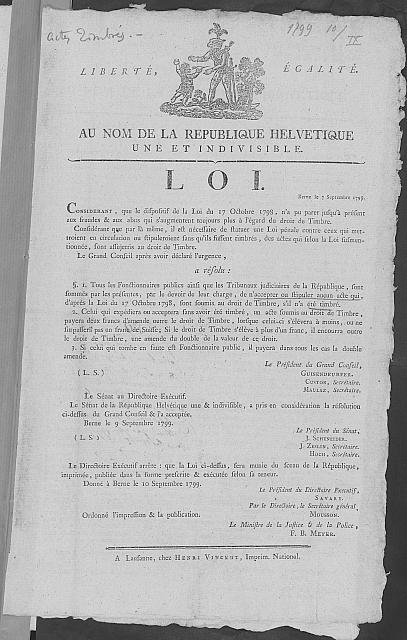 actes timbrés. —
1799 10/IX
LIBERTÉ, ÉGALITÉ.
AU NOM DE LA REPUBLIQUE HELVETIQUE
UNE ET INDIVISIBLE.
LOI.
Berne le 7 Septembre 1799.
CONSIDÉRANT, que le dispositif de la Loi du 17 Octobre 1798, n'a pu parer jusqu'à présent
aux fraudes & aux abus qui s'augmentent toujours plus à l'égard du droit de Timbre.
Considérant que par là même, il est nécessaire de statuer une Loi pénale contre ceux qui met-
troient en circulation ou stipuleroient sans qu'ils fussent timbrés, des actes qui selon la Loi susmen-
tionnée, sont assujettis au droit de Timbre.
Le Grand Conseil après avoir déclaré l'urgence,
a résolu :
§. 1. Tous les Fonctionnaires publics ainsi que les Tribunaux judiciaires de la République, sont
sommés par les présentes, par le devoir de leur charge, de n'accepter ou stipuler aucun acte qui,
d'après la Loi du 17 Octobre 1798, sont soumis au droit de Timbre, s'il n'a été timbré.
2. Celui qui expédiera ou acceptera sans avoir été timbré, un acte soumis au droit de Timbre,
payera deux francs d'amende outre le droit de Timbre, lorsque celui-ci s'élèvera à moins, ou ne
surpassera pas un franc de Suisse; Si le droit de Timbre s'élève à plus d'un franc, il encourra outre
le droit de Timbre, une amende du double de la valeur de ce droit.
3. Si celui qui tombe en faute est Fonctionnaire public, il payera dans tous les cas la double
amende.
Le Président du Grand Conseil,
(L. S.) GUISENDŒRFER.
CUSTOR, Secrétaire.
MAULAZ, Secrétaire.
Le Sénat au Directoire Exécutif.
Le Sénat de la République Helvetique une & indivisible, a pris en considération la résolution
ci-dessus du Grand Conseil & l'a acceptée.
Berne le 9 Septembre 1799.
Le Président du Sénat,
(L. S.) J. SCHNEIDER.
J. ZIEGLER, Secrétaire.
HOCH, Secrétaire.
Le Directoire Exécutif arrête : que la Loi ci-dessus, sera munie du sceau de la République,
imprimée, publiée dans la forme prescrite & exécutée selon sa teneur.
Donné à Berne le 10 Septembre 1799.
Le Président du Directoire Exécutif,
SAVARY.
Par le Directoire, le Secrétaire général,
Ordonné l'impression & la publication. MOUSSON.
Le Ministre de la Justice & de la Police,
F. B. MEYER.
A Lausanne, chez HENRI VINCENT, Imprim. National.